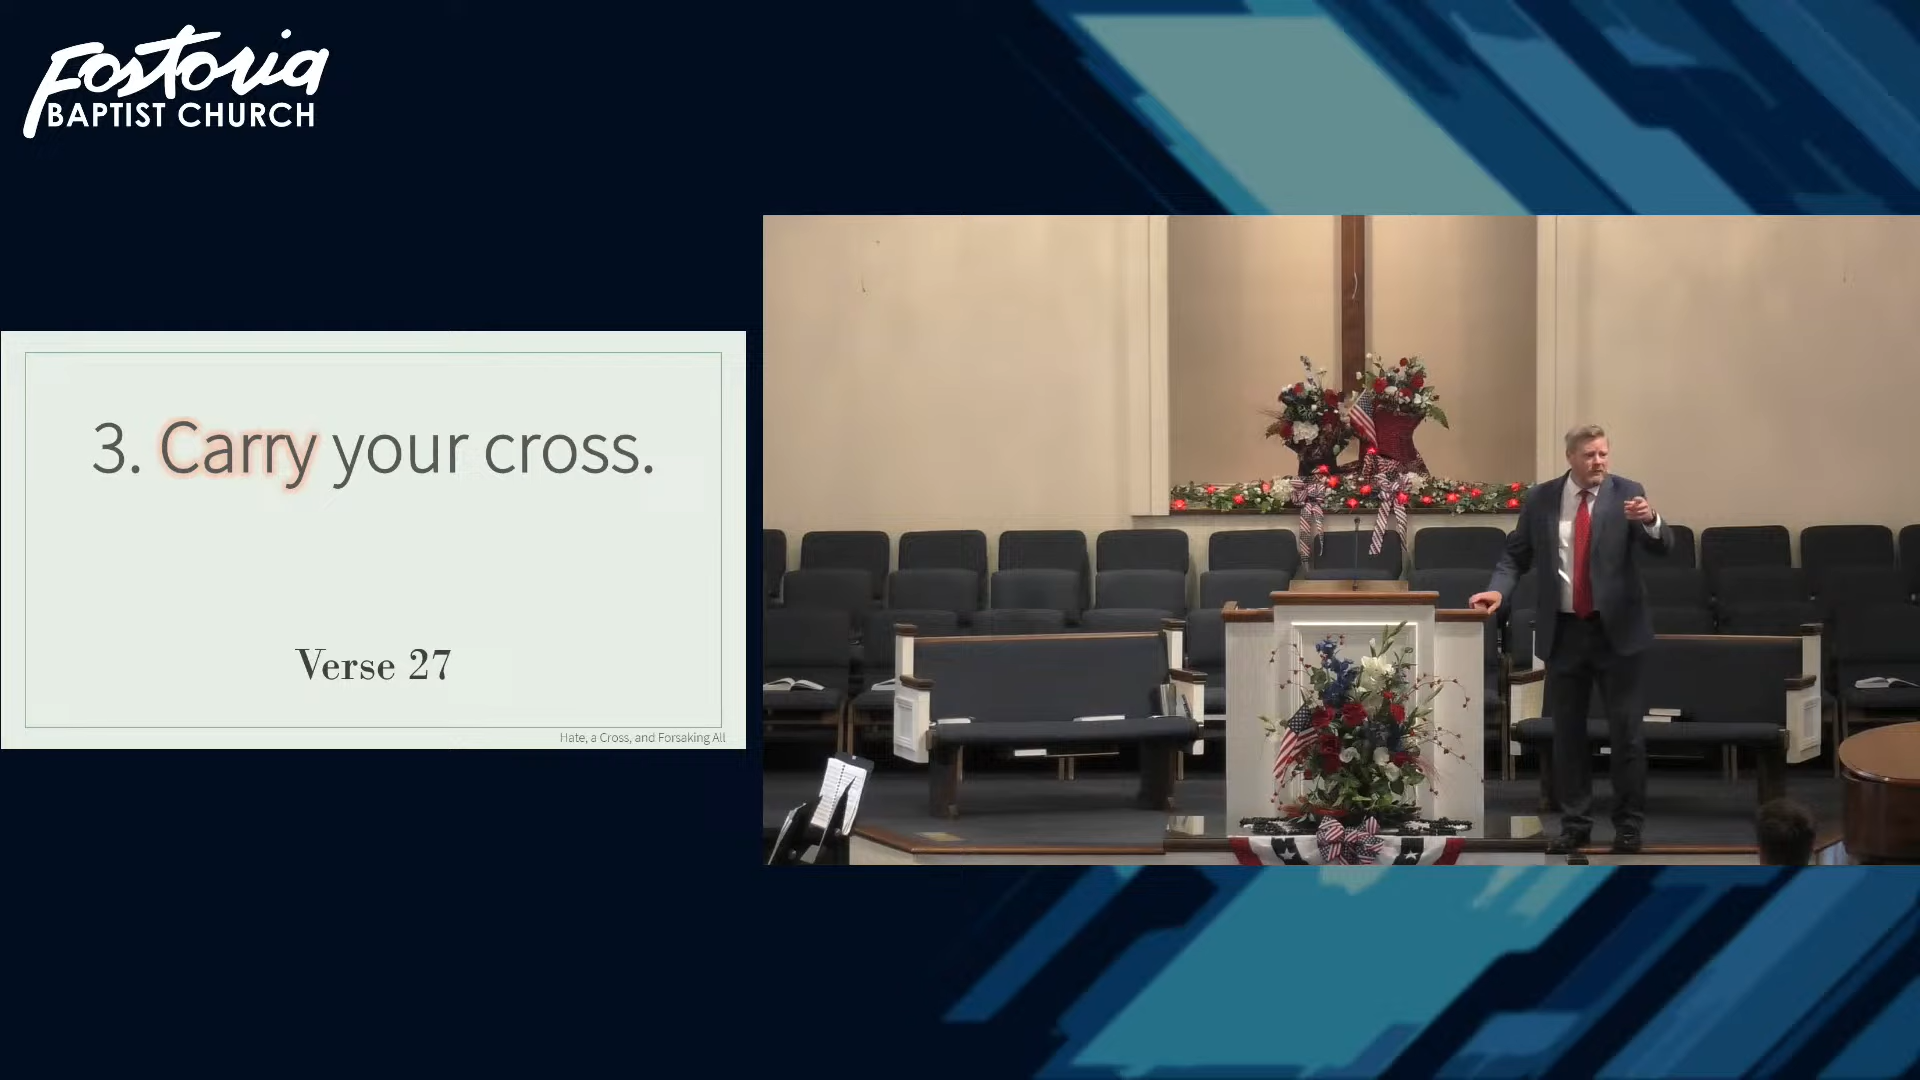 Fostoria
BAPTIST CHURCH
3. Carry your cross.
Verse 27
Hate, a Cross, and Forsaking All